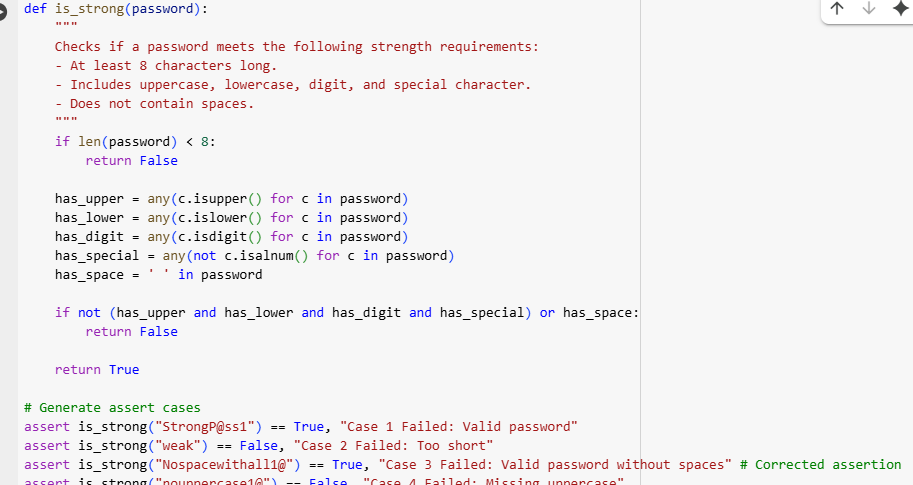 def is_strong(password):
    """
    Checks if a password meets the following strength requirements:
    - At least 8 characters long.
    - Includes uppercase, lowercase, digit, and special character.
    - Does not contain spaces.
    """
    if len(password) < 8:
        return False

    has_upper = any(c.isupper() for c in password)
    has_lower = any(c.islower() for c in password)
    has_digit = any(c.isdigit() for c in password)
    has_special = any(not c.isalnum() for c in password)
    has_space = ' ' in password

    if not (has_upper and has_lower and has_digit and has_special) or has_space:
        return False

    return True

# Generate assert cases
assert is_strong("StrongP@ss1") == True, "Case 1 Failed: Valid password"
assert is_strong("weak") == False, "Case 2 Failed: Too short"
assert is_strong("Nospacewithall1@") == True, "Case 3 Failed: Valid password without spaces" # Corrected assertion
assert is_strong("nouppercase1@") == False, "Case 4 Failed: Missing uppercase"